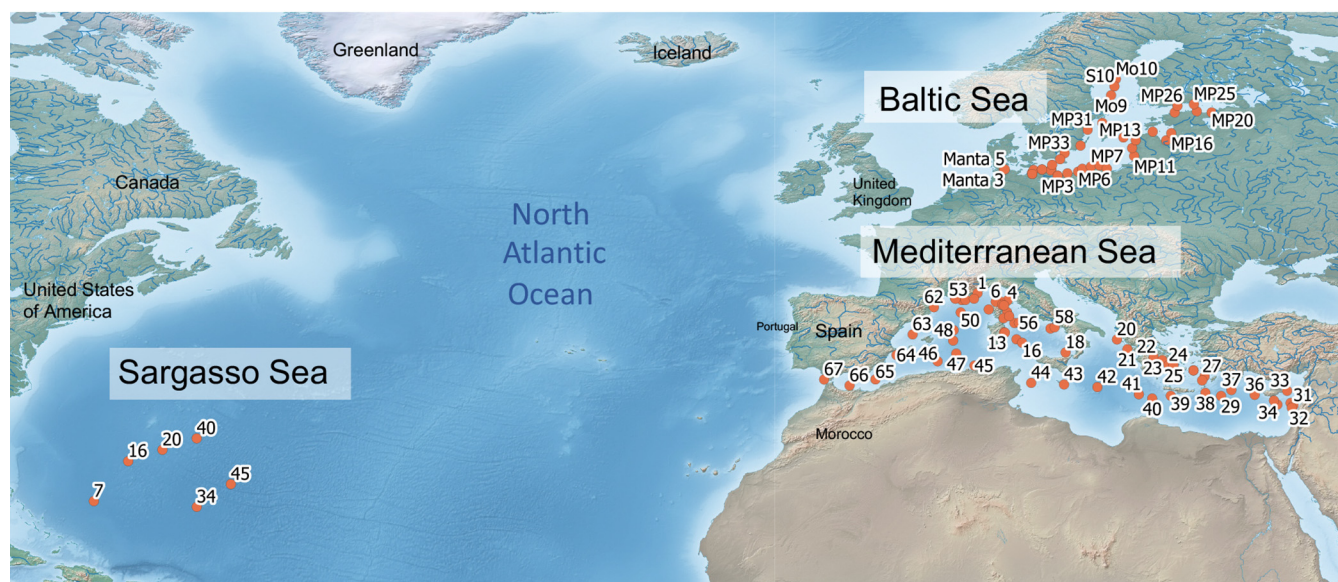 Greenland
Iceland
Baltic Sea
S10 Mo10
Mo9
MP26 MP25
MP31 MP13 MP20
MP33 MP7 MP16
Manta 5
Manta 3
MP3 MP6 MP11
Canada
United
Kingdom
North
Atlantic
Ocean
Mediterranean Sea
United States
of America
Portugal
Spain
Morocco
62 53 1 6 4
63 48 50 13 56 58
64 46 47 45 16 18
67 66 65
20 22 24 27
21 23 25 37 36 33 31
44 43 42 41
40 39 38 29 34 32
Sargasso Sea
40
16 20
45
7 34